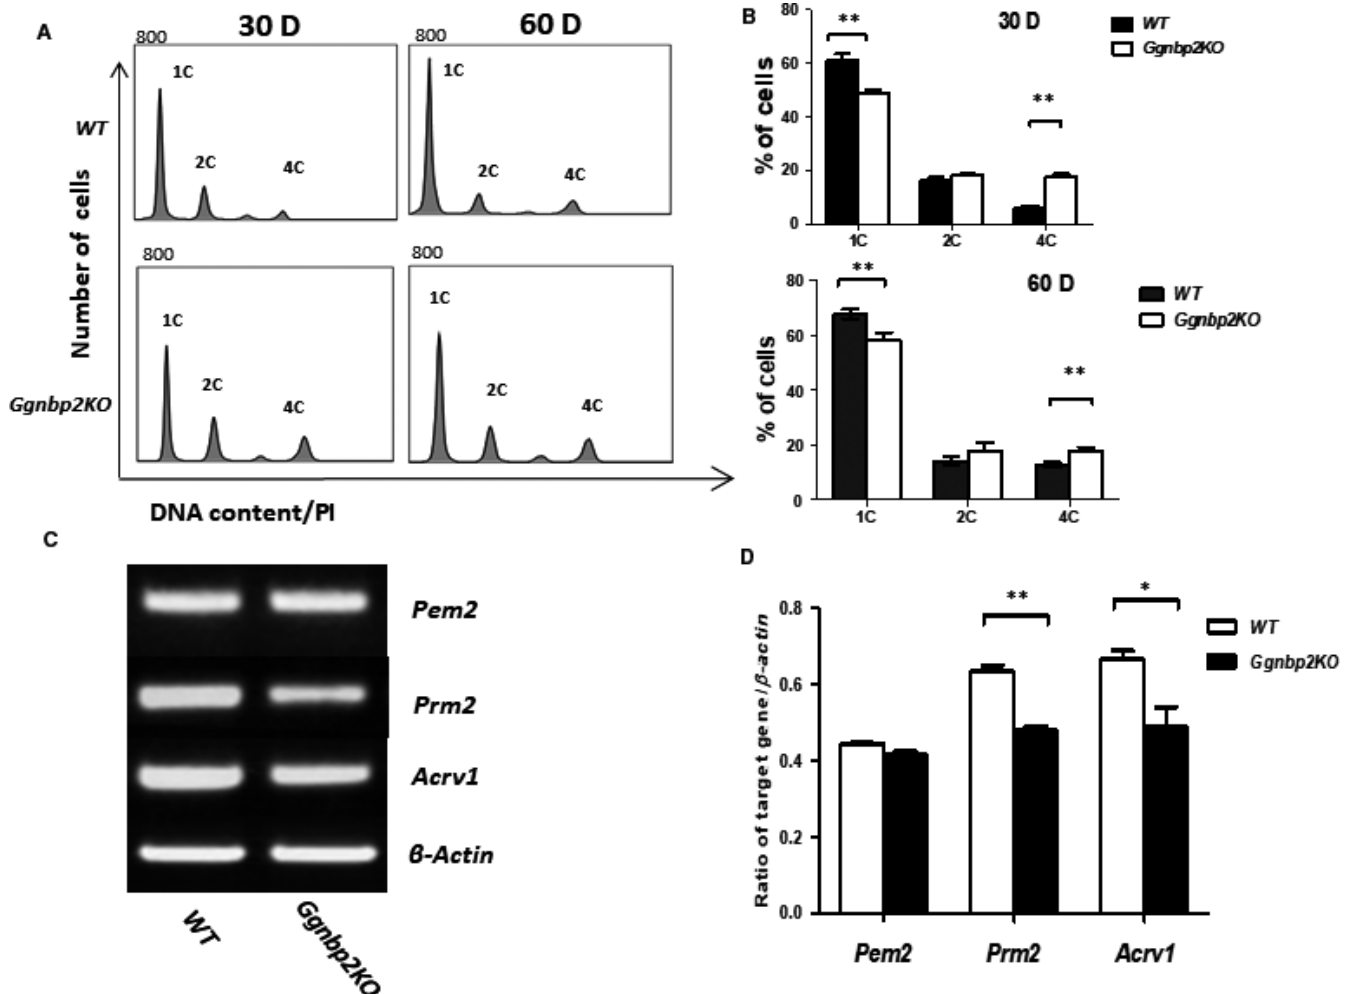 A
30 D
60 D
800
800
1C
2C
4C
1C
2C
4C
WT
800
800
1C
2C
4C
1C
2C
4C
Ggnbp2KO
Number of cells
DNA content/PI
B
30 D
**
**
WT
Ggnbp2KO
% of cells
80
60
40
20
0
1C
2C
4C
60 D
**
**
WT
Ggnbp2KO
% of cells
80
60
40
20
0
1C
2C
4C
C
Pem2
Prm2
Acrv1
β-Actin
WT
Ggnbp2KO
D
**
*
WT
Ggnbp2KO
Ratio of target gene/β-actin
0.8
0.6
0.4
0.2
0.0
Pem2
Prm2
Acrv1